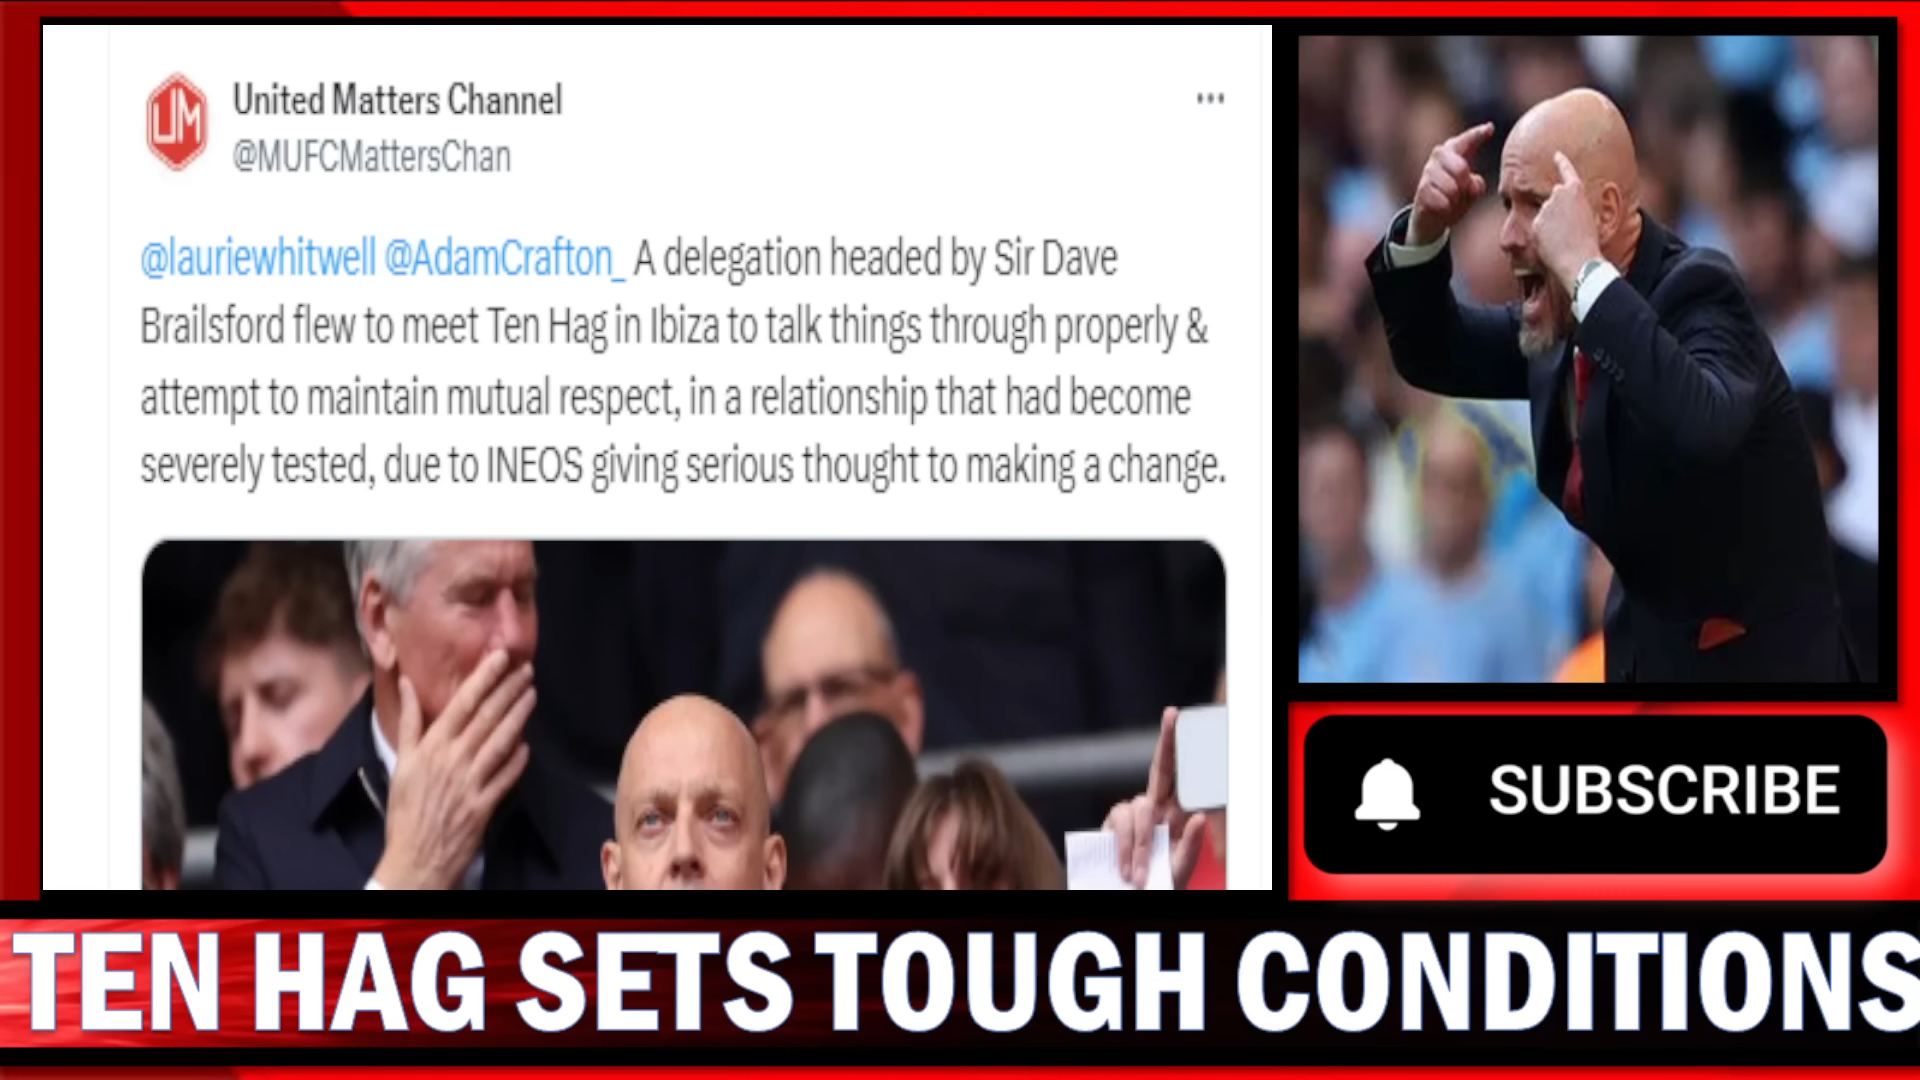 UM
United Matters Channel
@MUFCMattersChan
@lauriewhitwell @AdamCrafton_ A delegation headed by Sir Dave
Brailsford flew to meet Ten Hag in Ibiza to talk things through properly &
attempt to maintain mutual respect, in a relationship that had become
severely tested, due to INEOS giving serious thought to making a change.
SUBSCRIBE
TEN HAG SETS TOUGH CONDITIONS